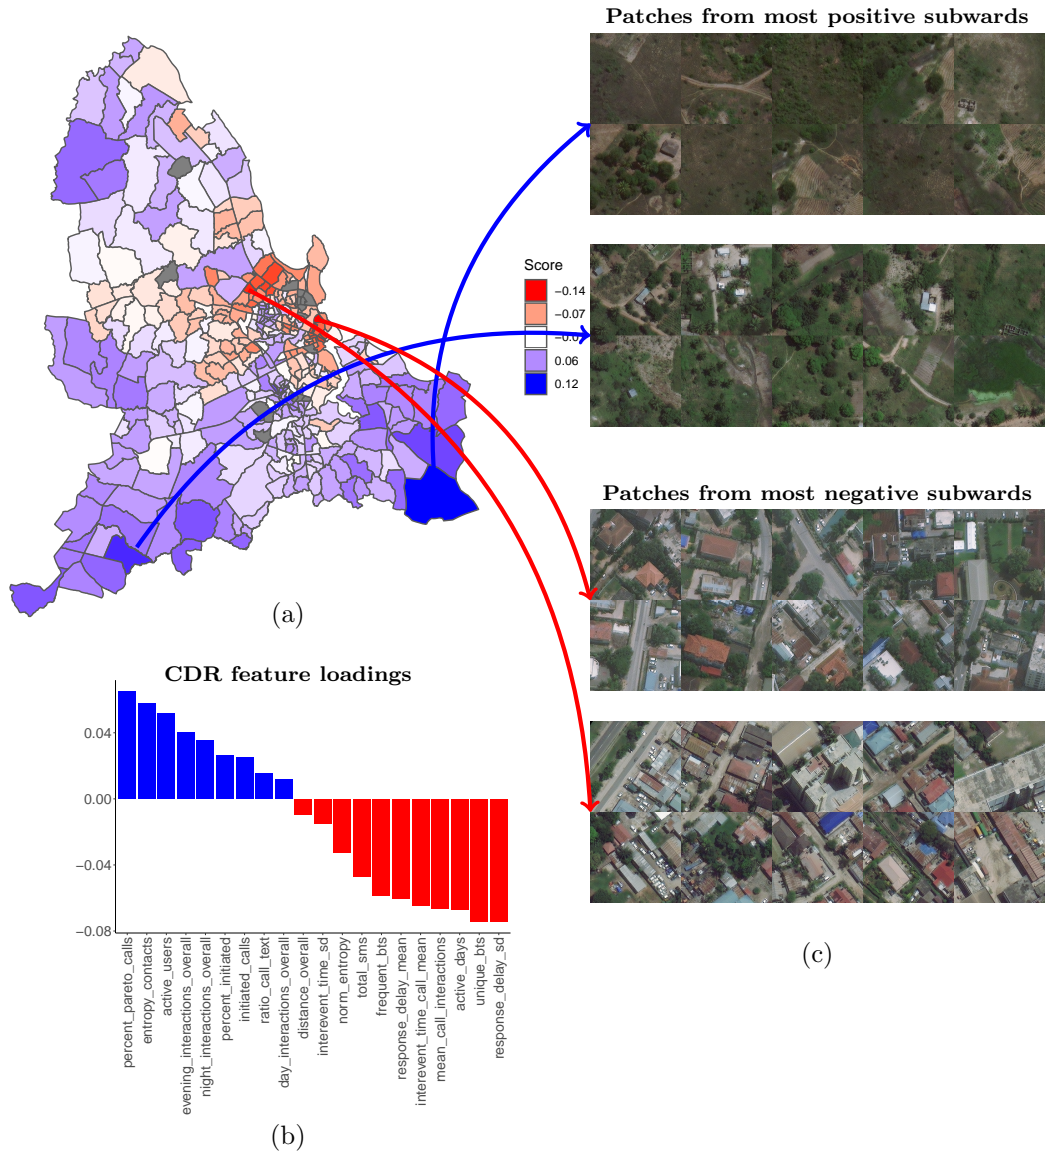 Patches from most positive subwards
Score
−0.14
−0.07
0.06
0.12
Patches from most negative subwards
(a)
CDR feature loadings
0.04
0.00
−0.04
−0.08
percent_pareto_calls
entropy_contacts
active_users
evening_interactions_overall
night_interactions_overall
percent_initiated
initiated_calls
ratio_call_text
day_interactions_overall
distance_overall
interevent_time_sd
norm_entropy
total_sms
frequent_bts
response_delay_mean
interevent_time_call_mean
mean_call_interactions
active_days
unique_bts
response_delay_sd
(c)
(b)